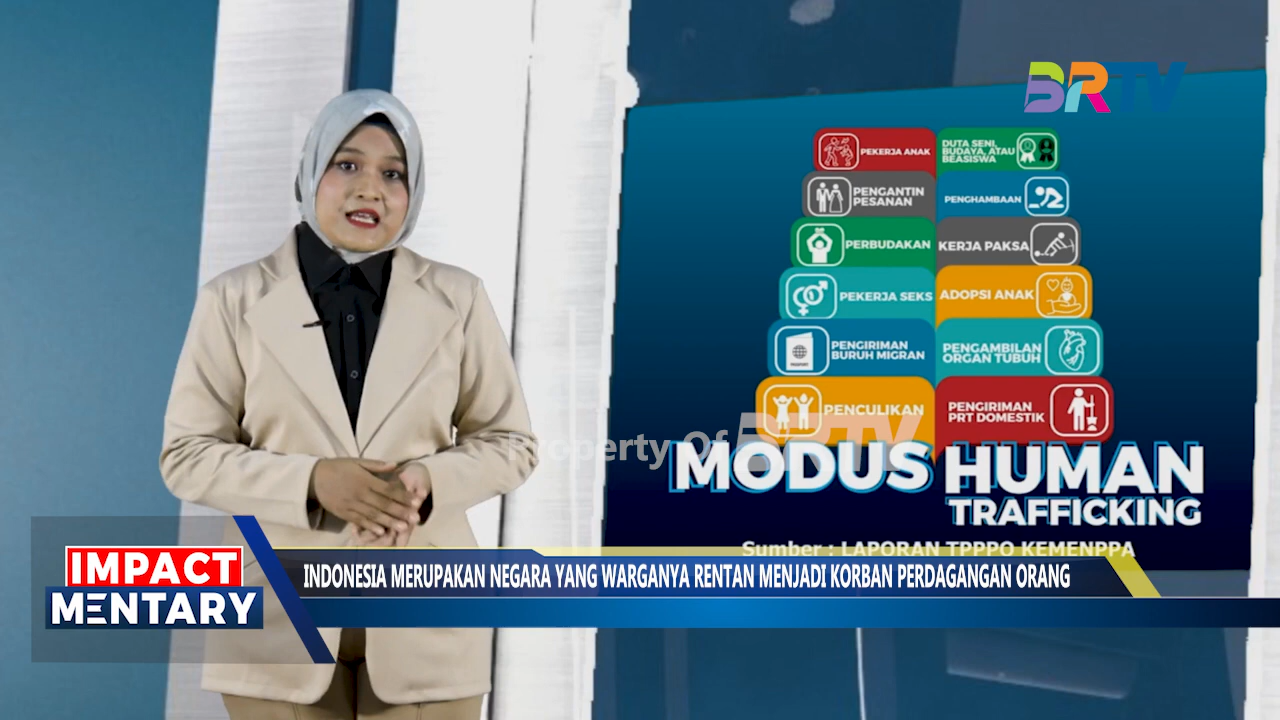 BRTV
PEKERJA ANAK
DUTA SENI,
BUDAYA, ATAU
BEASISWA
PENGANTIN
PESANAN
PENGHAMBAAN
PERBUDAKAN
KERJA PAKSA
PEKERJA SEKS
ADOPSI ANAK
PENGIRIMAN
BURUH MIGRAN
PENGAMBILAN
ORGAN TUBUH
PENCULIKAN
PENGIRIMAN
PRT DOMESTIK
Property Of BRTV
MODUS HUMAN
TRAFFICKING
Sumber : LAPORAN TPPPO KEMENPPA
IMPACT
MENTARY
INDONESIA MERUPAKAN NEGARA YANG WARGANYA RENTAN MENJADI KORBAN PERDAGANGAN ORANG